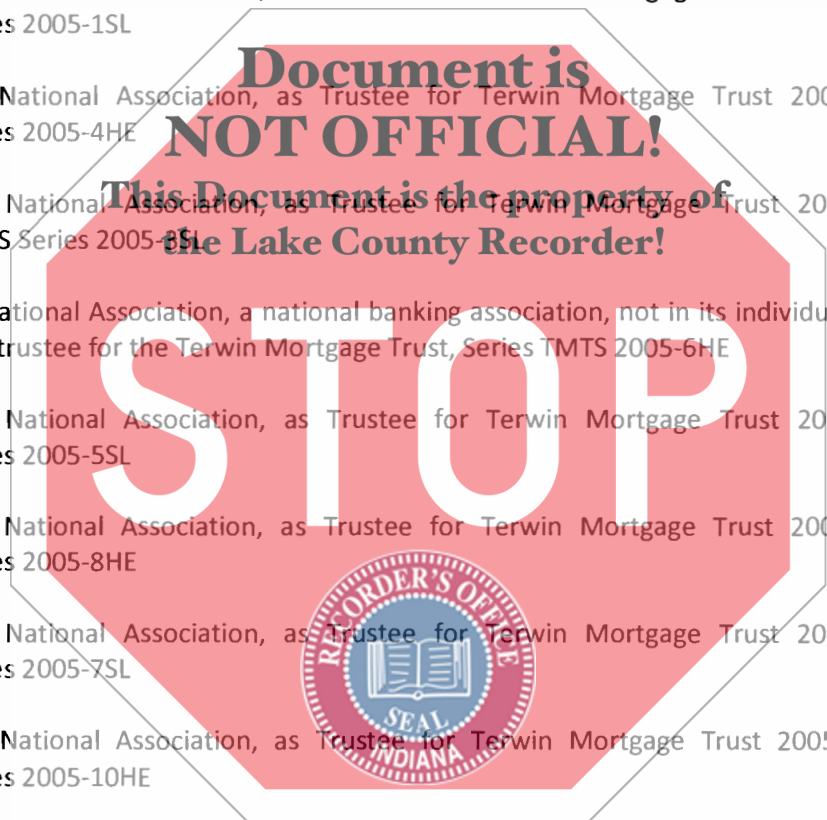 es 2005-1SL
Document is
National Association, as Trustee for Terwin Mortgage Trust 200
es 2005-4HE
NOT OFFICIAL!
This Document is the property of
National Association, as Trustee for Terwin Mortgage Trust 20
S Series 2005-3SL
the Lake County Recorder!
ational Association, a national banking association, not in its individu
trustee for the Terwin Mortgage Trust, Series TMTS 2005-6HE
STOP
National Association, as Trustee for Terwin Mortgage Trust 20
es 2005-5SL
National Association, as Trustee for Terwin Mortgage Trust 200
es 2005-8HE
RECORDER'S OFFICE
National Association, as Trustee for Terwin Mortgage Trust 20
es 2005-7SL
SEAL
INDIANA
National Association, as Trustee for Terwin Mortgage Trust 2005
es 2005-10HE